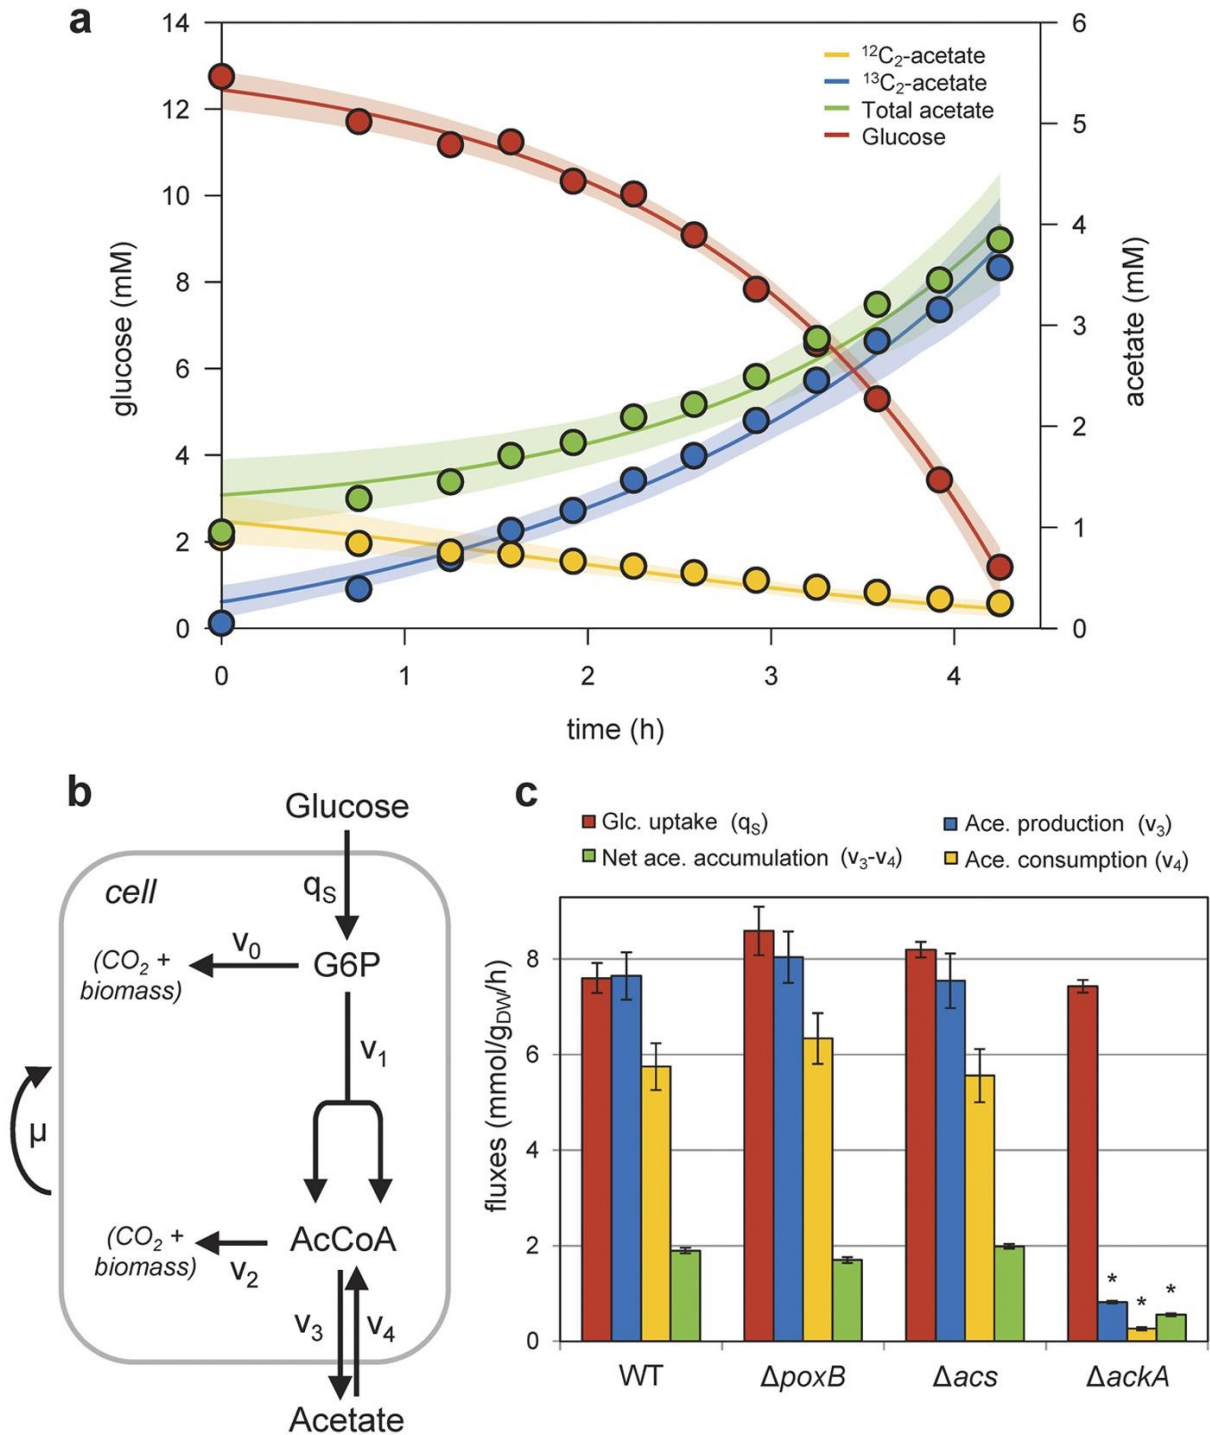 a
14
12
10
8
6
4
2
0
glucose (mM)
6
5
4
3
2
1
0
acetate (mM)
¹²C₂-acetate
¹³C₂-acetate
Total acetate
Glucose
0 1 2 3 4
time (h)
b
Glucose
cell
qS
v₀
G6P
(CO₂ +
biomass)
v₁
μ
AcCoA
(CO₂ +
biomass)
v₂
v₃
v₄
Acetate
c
Glc. uptake (qS)
Ace. production (v₃)
Net ace. accumulation (v₃-v₄)
Ace. consumption (v₄)
fluxes (mmol/gDW/h)
8
6
4
2
0
* * *
WT ΔpoxB Δacs ΔackA